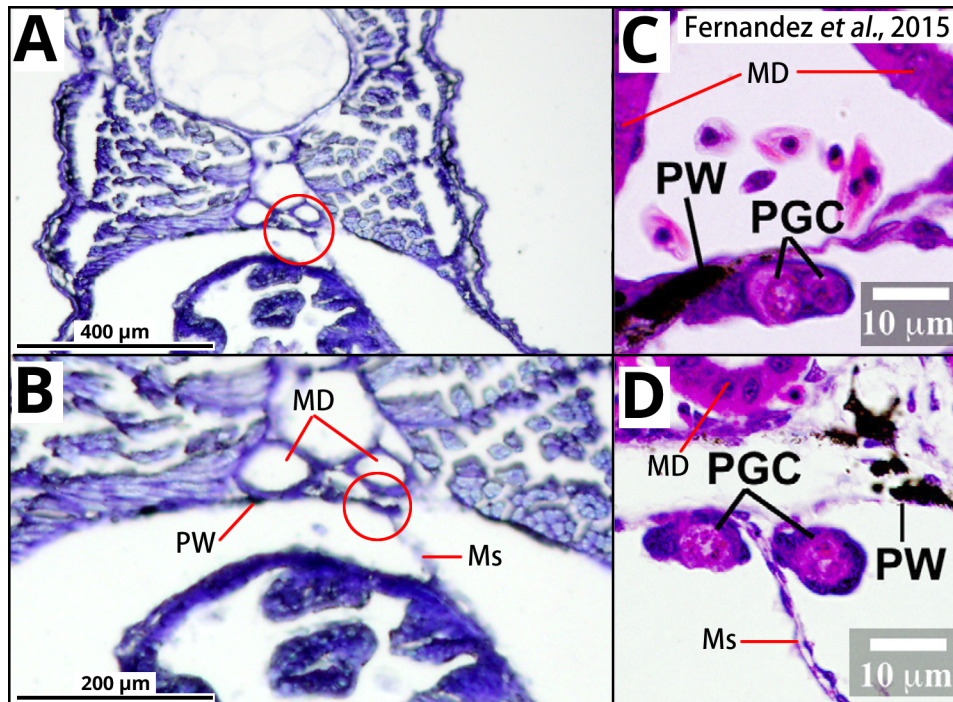 A
400 µm
B
MD
PW
Ms
200 µm
C
Fernandez et al., 2015
MD
PW
PGC
10 µm
D
MD
PGC
PW
Ms
10 µm